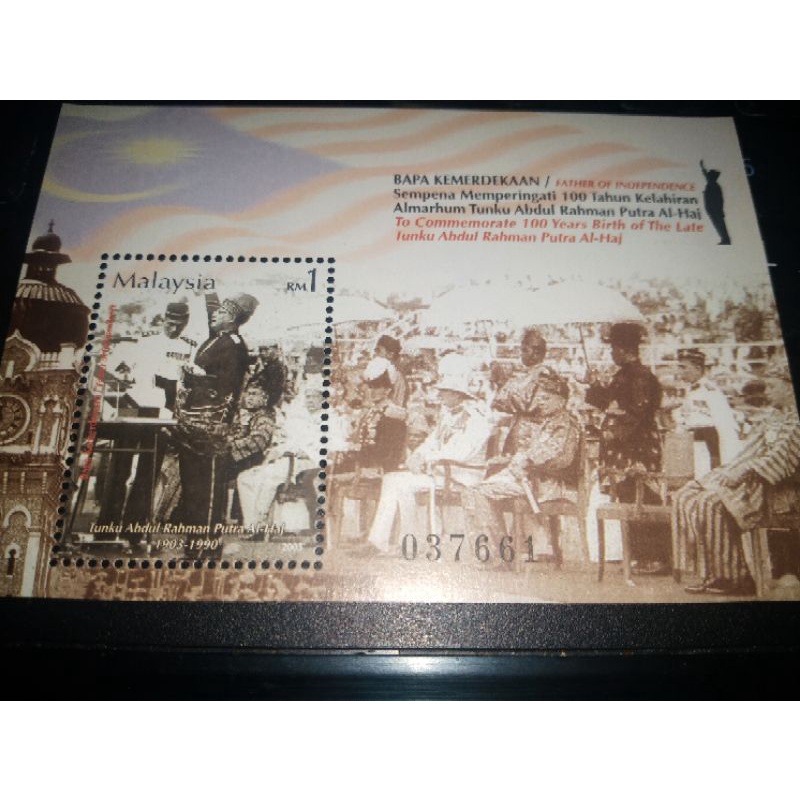 BAPA KEMERDEKAAN / FATHER OF INDEPENDENCE
Sempena Memperingati 100 Tahun Kelahiran
Almarhum Tunku Abdul Rahman Putra Al-Haj
To Commemorate 100 Years Birth of The Late
Tunku Abdul Rahman Putra Al-Haj
Malaysia RM1
Tunku Abdul Rahman Putra Al-Haj
1903-1990 2003
037661